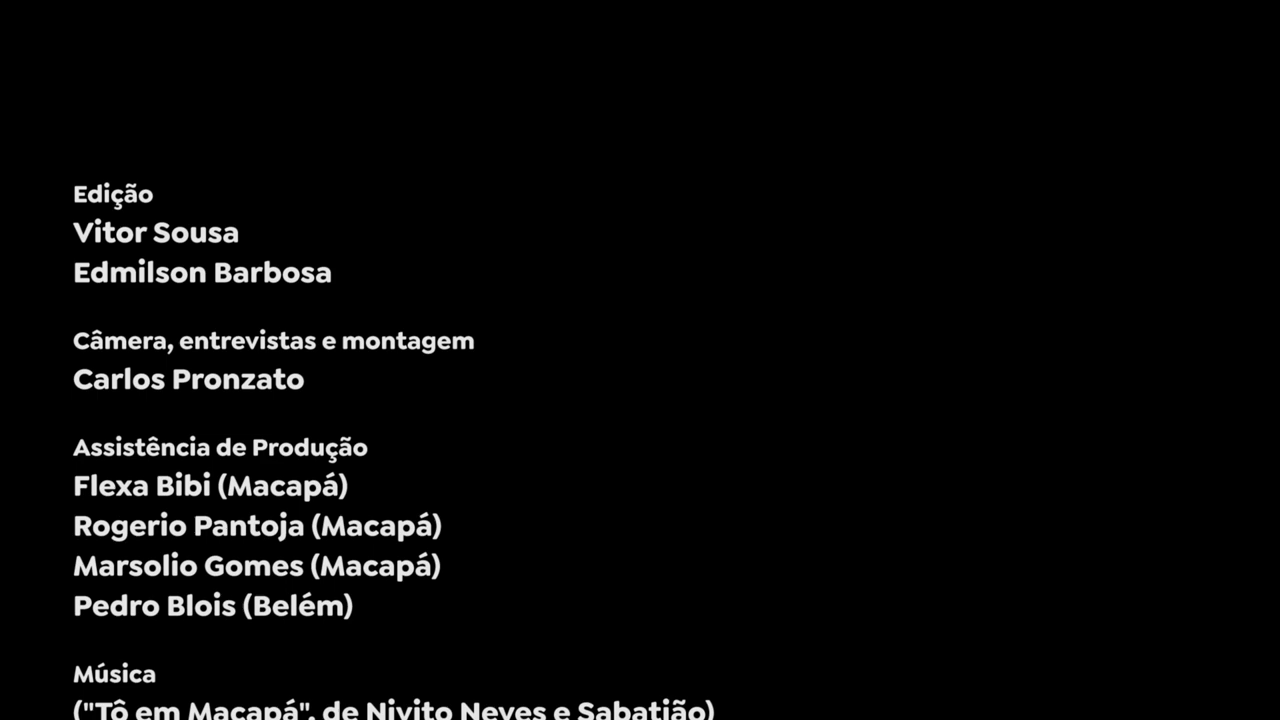 Edição
Vitor Sousa
Edmilson Barbosa
Câmera, entrevistas e montagem
Carlos Pronzato
Assistência de Produção
Flexa Bibi (Macapá)
Rogerio Pantoja (Macapá)
Marsolio Gomes (Macapá)
Pedro Blois (Belém)
Música
("Tô em Macapá", de Nivito Neves e Sabatião)